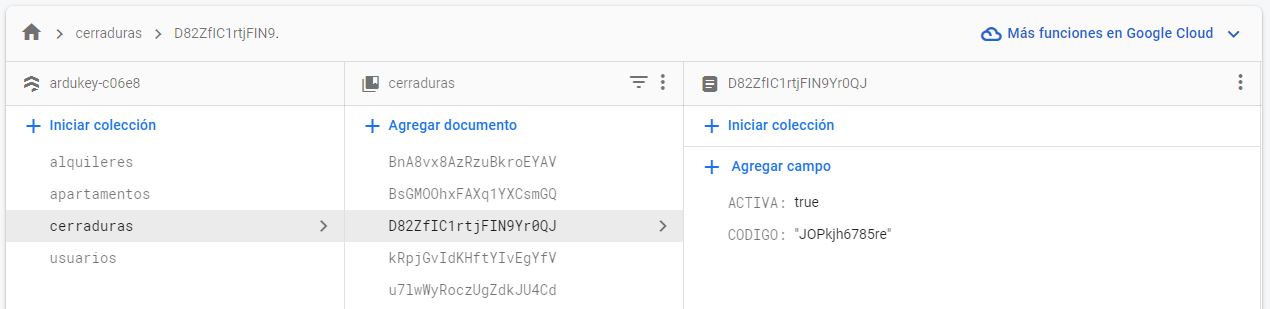 cerraduras D82ZfIC1rtjFIN9. Más funciones en Google Cloud
ardukey-c06e8
Iniciar colección
alquileres
apartamentos
cerraduras
usuarios
cerraduras
Agregar documento
BnA8vx8AzRzuBkroEYAV
BsGMOOhxFAXq1YXCsmGQ
D82ZfIC1rtjFIN9Yr0QJ
kRpjGvIdKHftYIvEgYfV
u7lwWyRoczUgZdkJU4Cd
D82ZfIC1rtjFIN9Yr0QJ
Iniciar colección
Agregar campo
ACTIVA: true
CODIGO: "JOPkjh6785re"